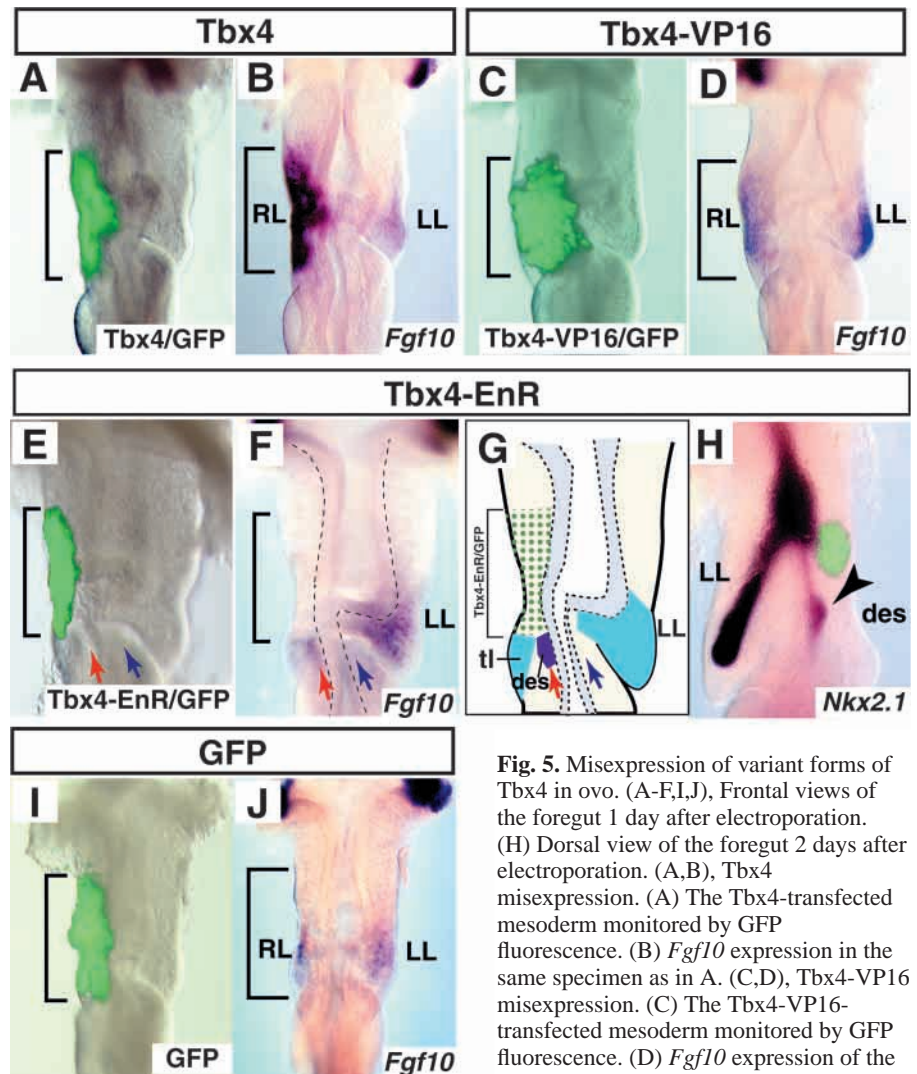 Tbx4
Tbx4-VP16
A
B
C
D
RL
LL
RL
LL
Tbx4/GFP
Fgf10
Tbx4-VP16/GFP
Fgf10
Tbx4-EnR
E
F
G
H
Tbx4-EnR/GFP
LL
LL
LL
tl
des
des
Tbx4-EnR/GFP
Fgf10
Nkx2.1
GFP
I
J
RL
LL
GFP
Fgf10
Fig. 5. Misexpression of variant forms of
Tbx4 in ovo. (A-F,I,J), Frontal views of
the foregut 1 day after electroporation.
(H) Dorsal view of the foregut 2 days after
electroporation. (A,B), Tbx4
misexpression. (A) The Tbx4-transfected
mesoderm monitored by GFP
fluorescence. (B) Fgf10 expression in the
same specimen as in A. (C,D), Tbx4-VP16
misexpression. (C) The Tbx4-VP16-
transfected mesoderm monitored by GFP
fluorescence. (D) Fgf10 expression of the